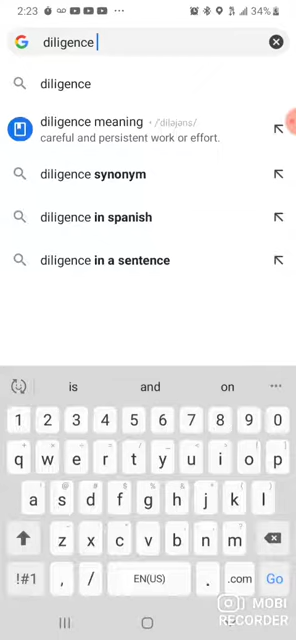 2:23 34%
diligence
diligence
diligence meaning • /ˈdiləjəns/
careful and persistent work or effort.
diligence synonym
diligence in spanish
diligence in a sentence
is and on
1 2 3 4 5 6 7 8 9 0
q w e r t y u i o p
a s d f g h j k l
z x c v b n m
!#1 , / EN(US) . .com Go
MOBI
RECORDER